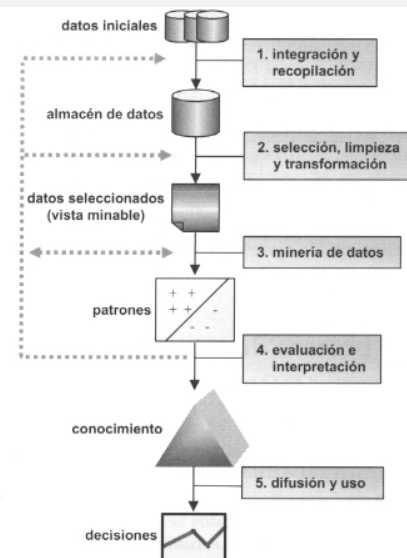 datos iniciales
1. integración y
recopilación
almacén de datos
2. selección, limpieza
y transformación
datos seleccionados
(vista minable)
3. minería de datos
patrones
+ +
+ + -
- -
4. evaluación e
interpretación
conocimiento
5. difusión y uso
decisiones